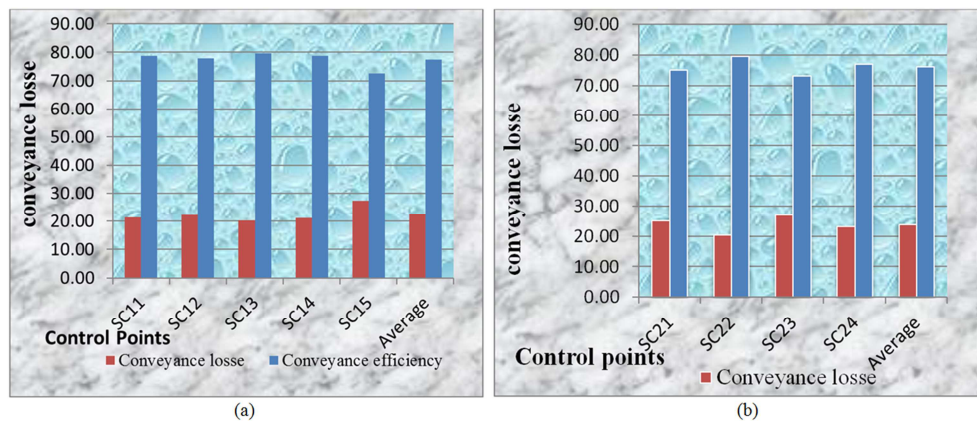 90.00
80.00
70.00
60.00
50.00
40.00
30.00
20.00
10.00
0.00
conveyance losse
SC11
SC12
SC13
SC14
SC15
Average
Control Points
Conveyance losse
Conveyance efficiency
(a)
90.00
80.00
70.00
60.00
50.00
40.00
30.00
20.00
10.00
0.00
conveyance losse
SC21
SC22
SC23
SC24
Average
Control points
Conveyance losse
(b)